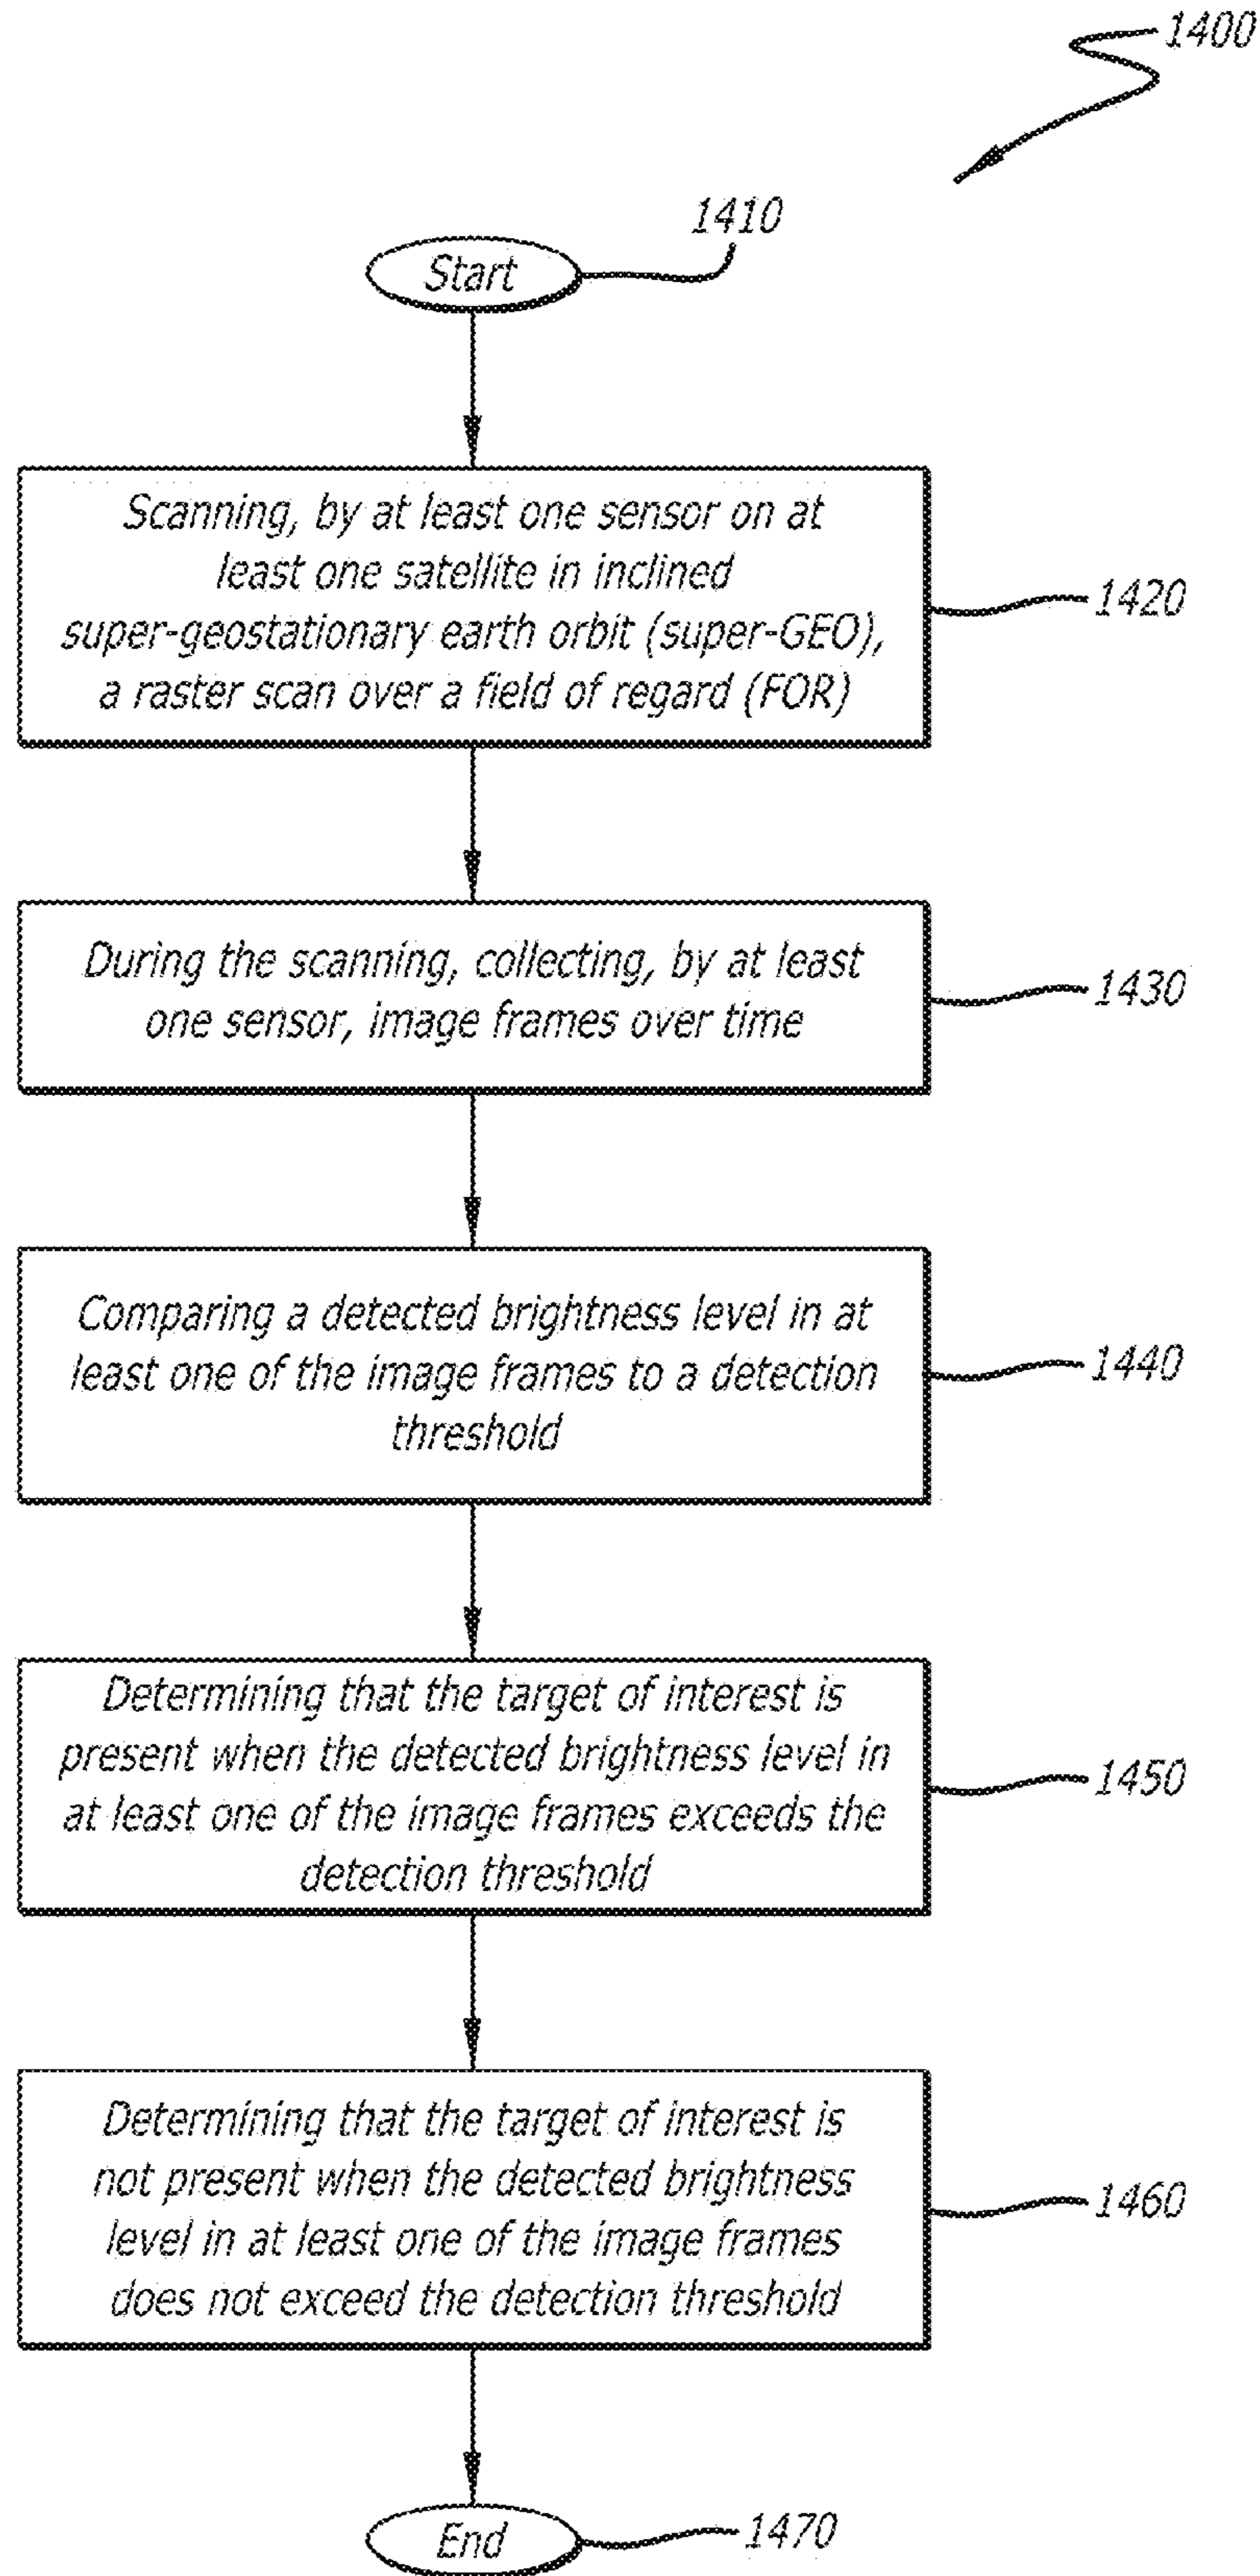 1400
1410
Start
Scanning, by at least one sensor on at
least one satellite in inclined
super-geostationary earth orbit (super-GEO),
a raster scan over a field of regard (FOR)
1420
During the scanning, collecting, by at least
one sensor, image frames over time
1430
Comparing a detected brightness level in at
least one of the image frames to a detection
threshold
1440
Determining that the target of interest is
present when the detected brightness level in
at least one of the image frames exceeds the
detection threshold
1450
Determining that the target of interest is
not present when the detected brightness
level in at least one of the image frames
does not exceed the detection threshold
1460
End
1470